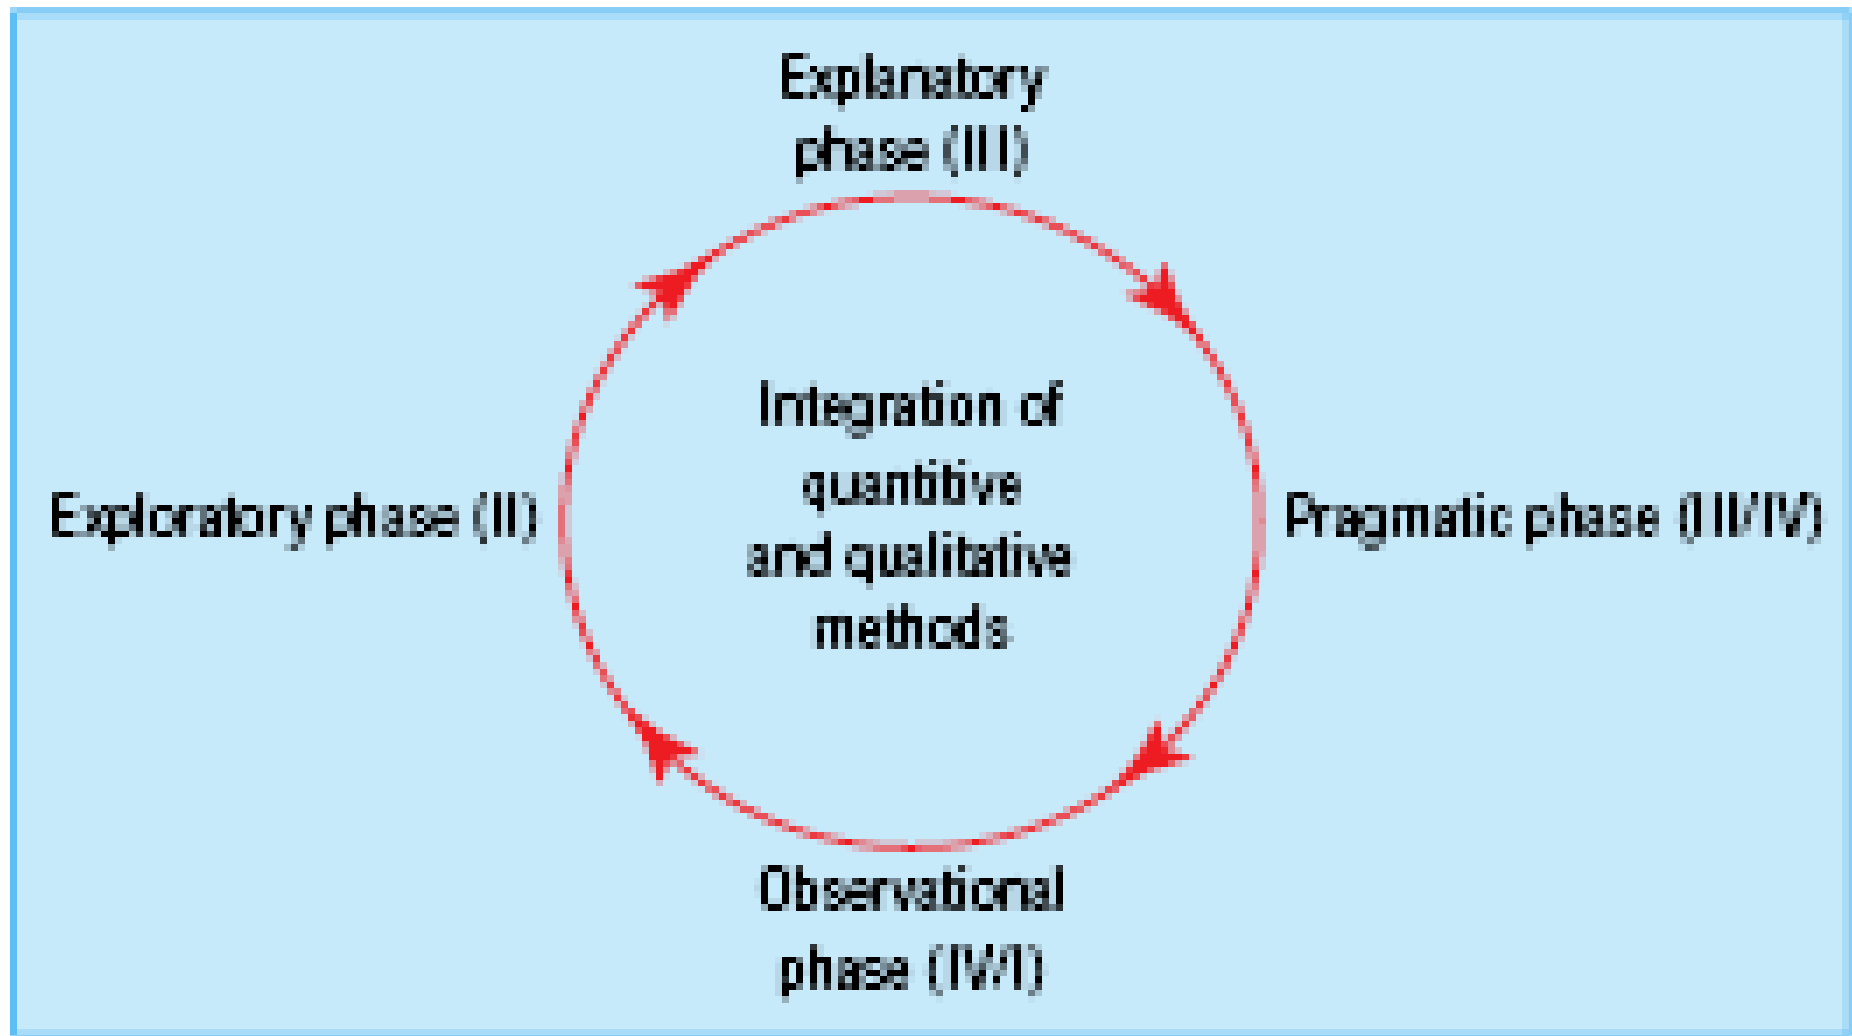 Explanatory
phase (III)
Integration of
quantitive
and qualitative
methods
Exploratory phase (II)
Pragmatic phase (III/IV)
Observational
phase (IV/I)